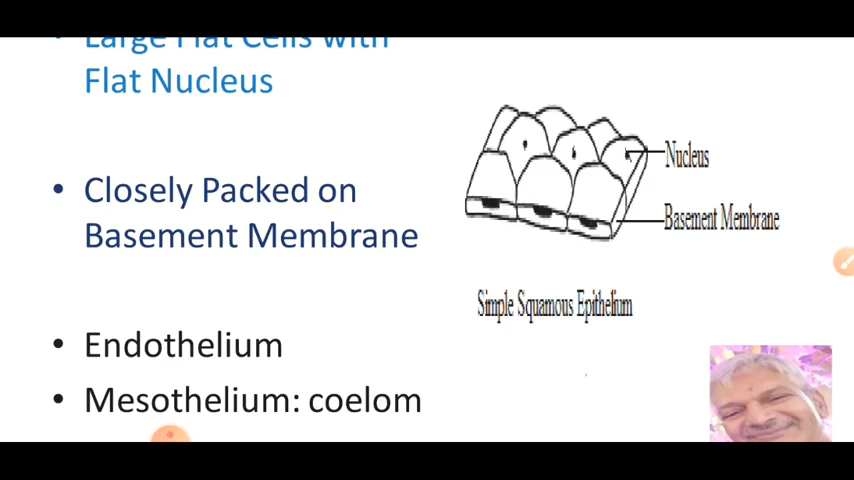 Large Flat Cells with
Flat Nucleus
Closely Packed on
Basement Membrane
Endothelium
Mesothelium: coelom
Nucleus
Basement Membrane
Simple Squamous Epithelium